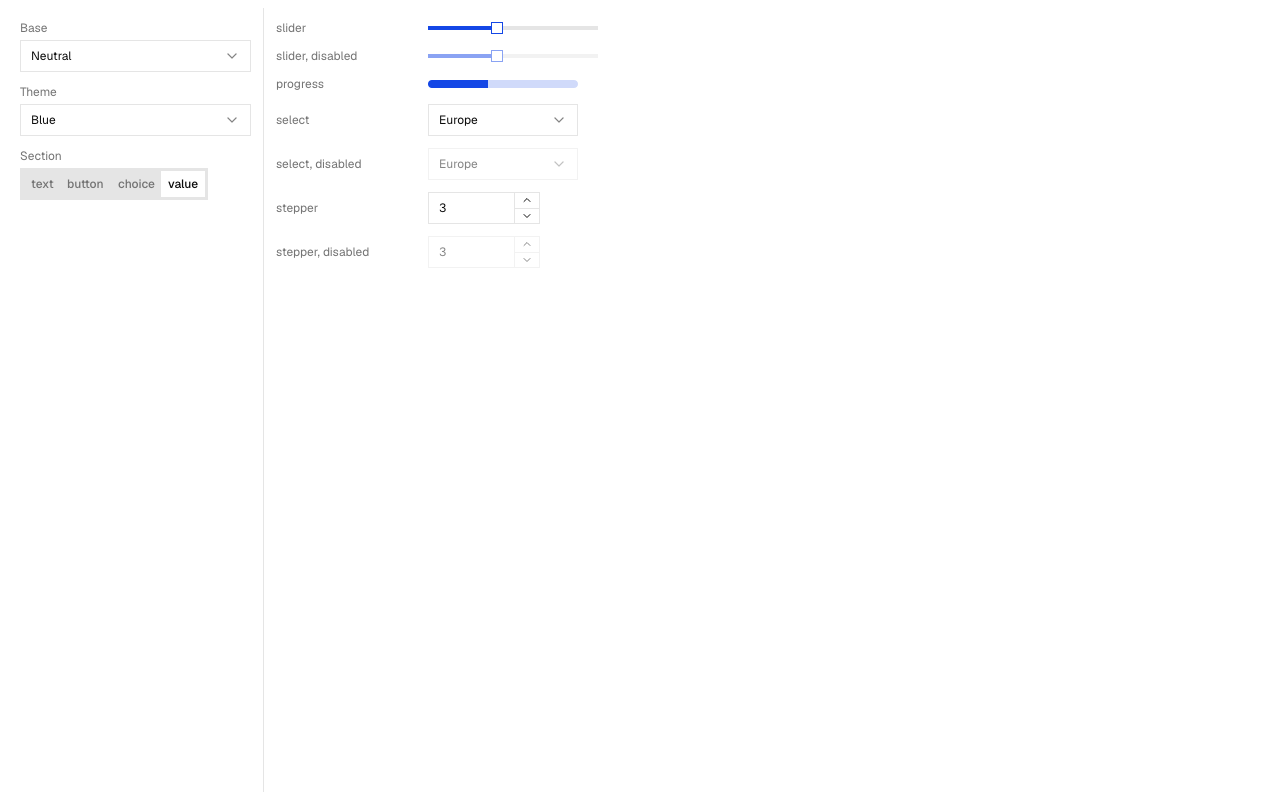 Base
Neutral
Theme
Blue
Section
text button choice value
slider
slider, disabled
progress
select Europe
select, disabled Europe
stepper 3
stepper, disabled 3